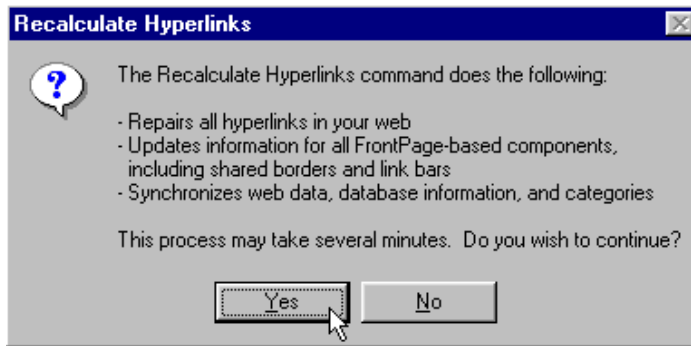 Recalculate Hyperlinks
The Recalculate Hyperlinks command does the following:
- Repairs all hyperlinks in your web
- Updates information for all FrontPage-based components,
including shared borders and link bars
- Synchronizes web data, database information, and categories
This process may take several minutes.  Do you wish to continue?
Yes
No